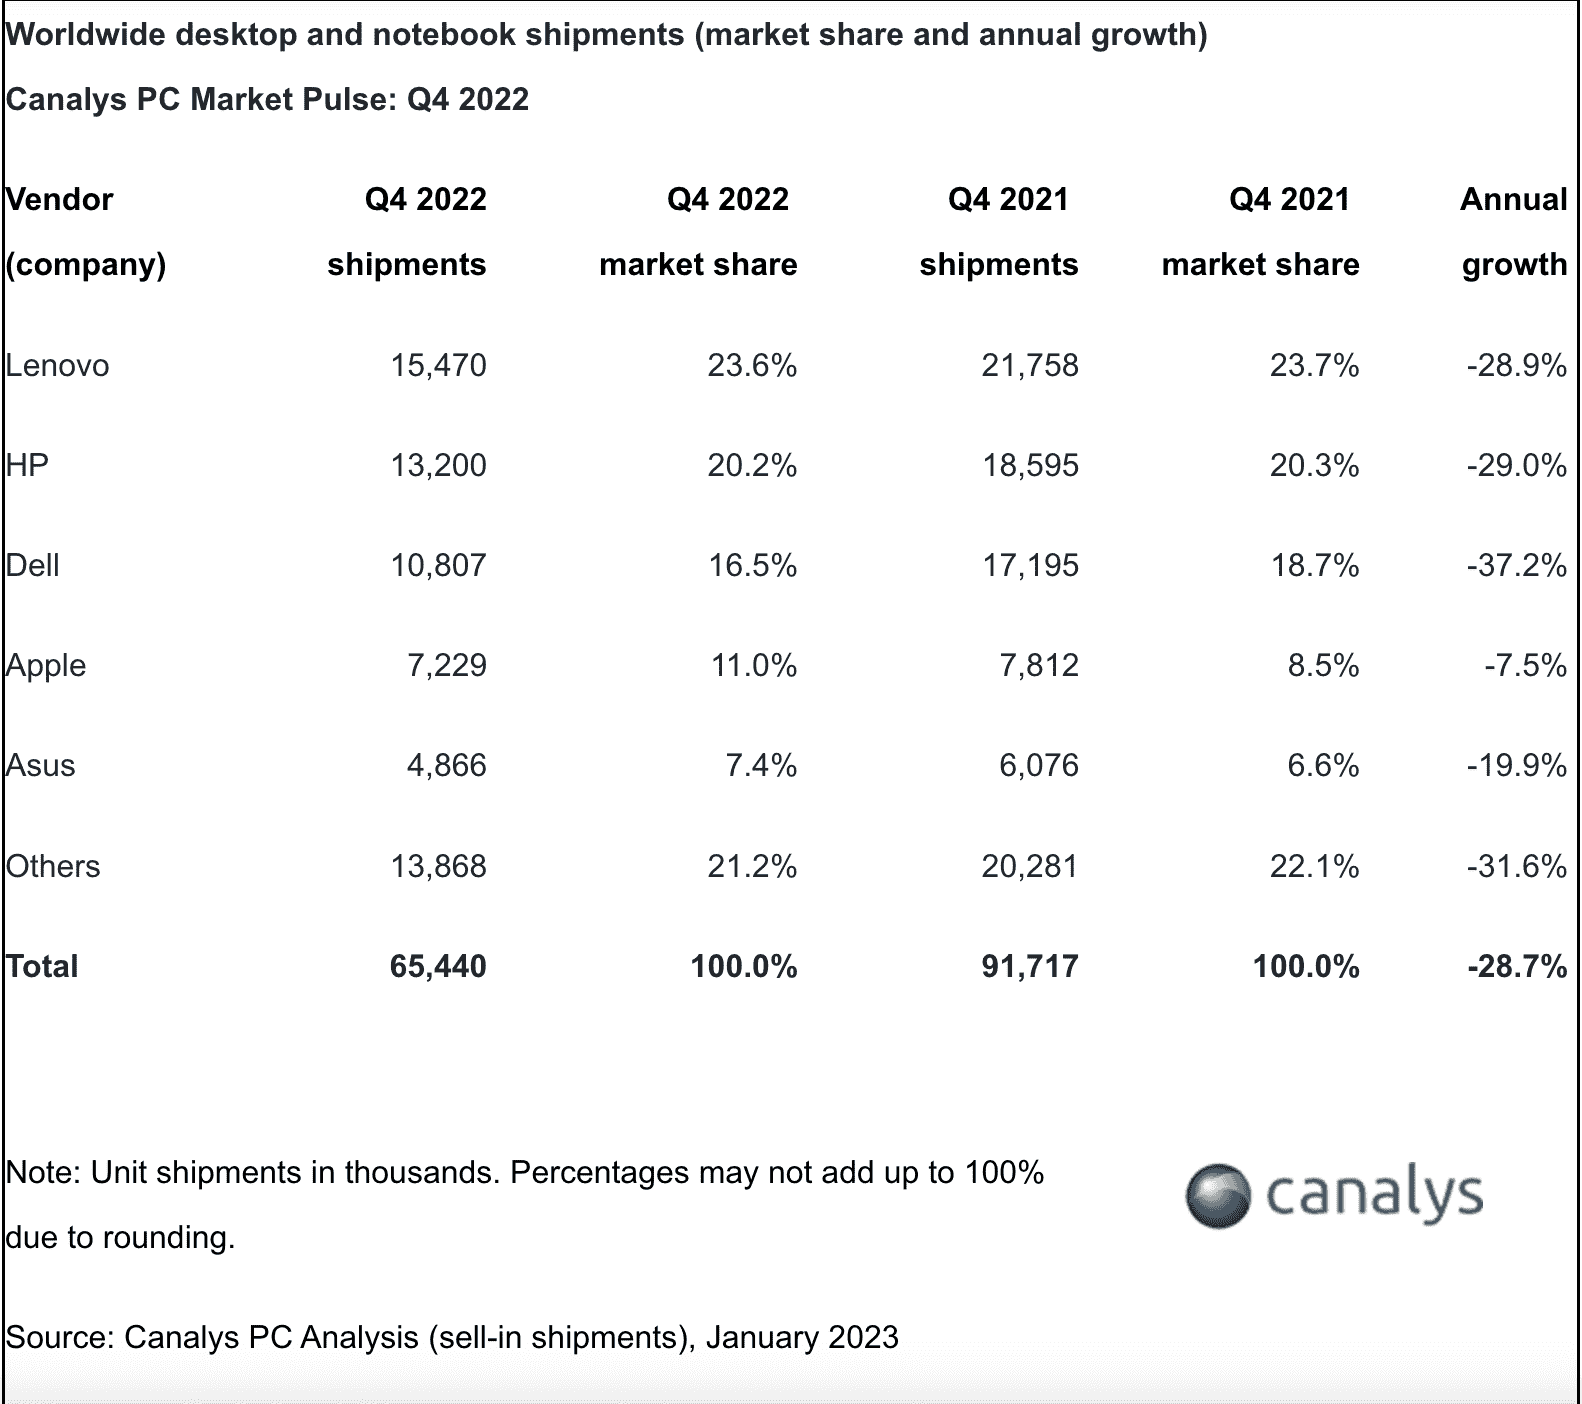 Worldwide desktop and notebook shipments (market share and annual growth)
Canalys PC Market Pulse: Q4 2022
Vendor Q4 2022 Q4 2022 Q4 2021 Q4 2021 Annual
(company) shipments market share shipments market share growth
Lenovo 15,470 23.6% 21,758 23.7% -28.9%
HP 13,200 20.2% 18,595 20.3% -29.0%
Dell 10,807 16.5% 17,195 18.7% -37.2%
Apple 7,229 11.0% 7,812 8.5% -7.5%
Asus 4,866 7.4% 6,076 6.6% -19.9%
Others 13,868 21.2% 20,281 22.1% -31.6%
Total 65,440 100.0% 91,717 100.0% -28.7%
Note: Unit shipments in thousands. Percentages may not add up to 100%
due to rounding.
canalys
Source: Canalys PC Analysis (sell-in shipments), January 2023